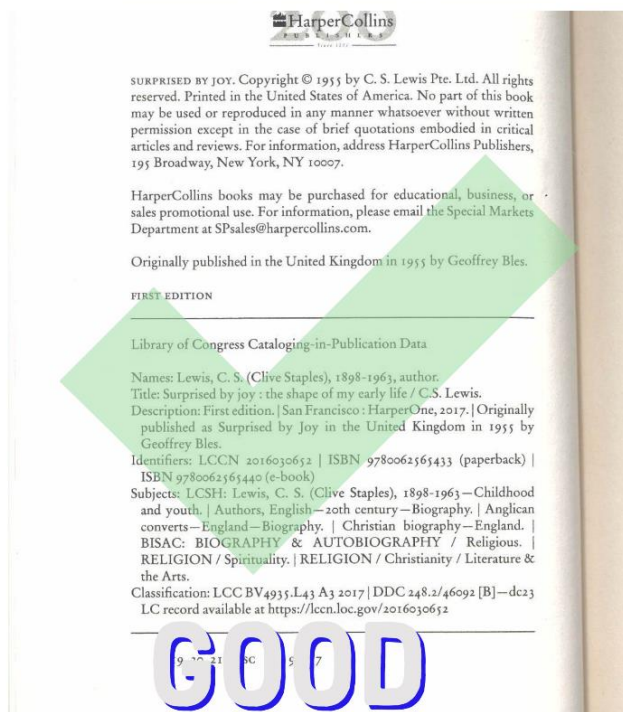 200
HarperCollins
PUBLISHERS
Since 1817
SURPRISED BY JOY. Copyright © 1955 by C. S. Lewis Pte. Ltd. All rights
reserved. Printed in the United States of America. No part of this book
may be used or reproduced in any manner whatsoever without written
permission except in the case of brief quotations embodied in critical
articles and reviews. For information, address HarperCollins Publishers,
195 Broadway, New York, NY 10007.
HarperCollins books may be purchased for educational, business, or
sales promotional use. For information, please email the Special Markets
Department at SPsales@harpercollins.com.
Originally published in the United Kingdom in 1955 by Geoffrey Bles.
FIRST EDITION
Library of Congress Cataloging-in-Publication Data
Names: Lewis, C. S. (Clive Staples), 1898-1963, author.
Title: Surprised by joy : the shape of my early life / C.S. Lewis.
Description: First edition. | San Francisco : HarperOne, 2017. | Originally
published as Surprised by Joy in the United Kingdom in 1955 by
Geoffrey Bles.
Identifiers: LCCN 2016030652 | ISBN 9780062565433 (paperback) |
ISBN 9780062565440 (e-book)
Subjects: LCSH: Lewis, C. S. (Clive Staples), 1898-1963—Childhood
and youth. | Authors, English—20th century—Biography. | Anglican
converts—England—Biography. | Christian biography—England. |
BISAC: BIOGRAPHY & AUTOBIOGRAPHY / Religious. |
RELIGION / Spirituality. | RELIGION / Christianity / Literature &
the Arts.
Classification: LCC BV4935.L43 A3 2017 | DDC 248.2/46092 [B]—dc23
LC record available at https://lccn.loc.gov/2016030652
GOOD